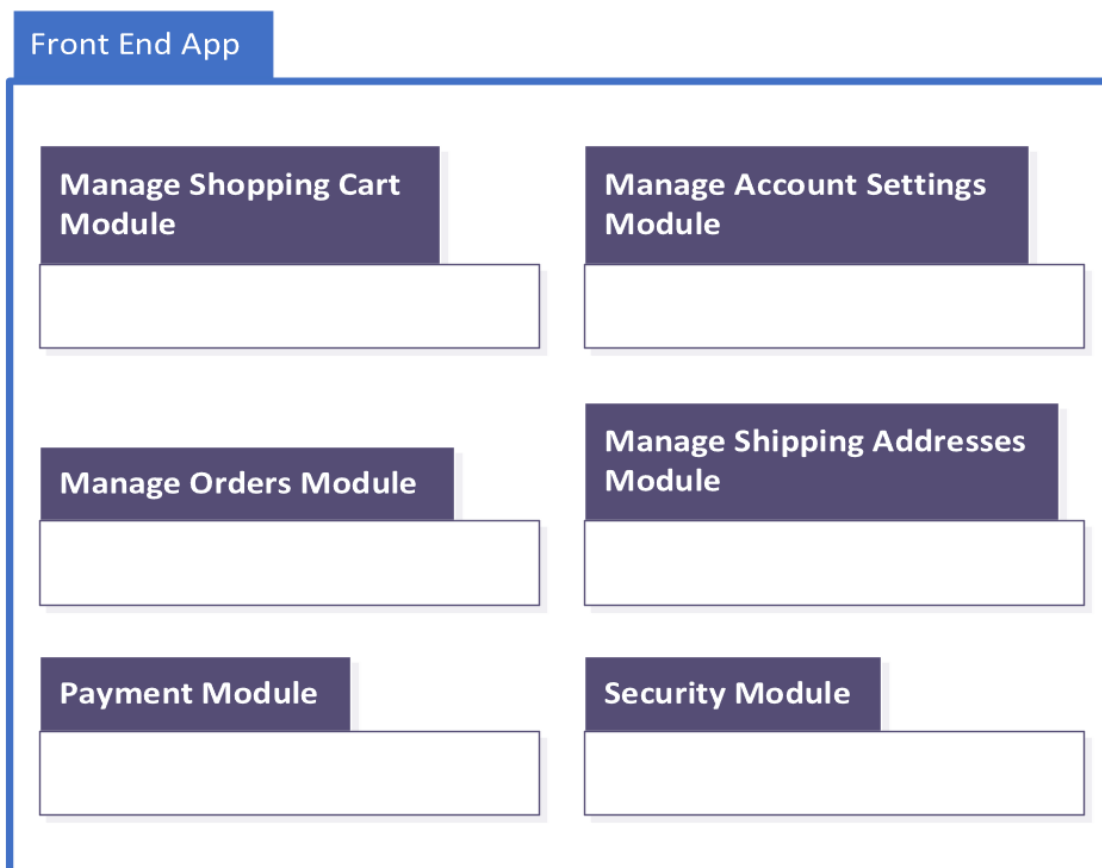 Front End App
Manage Shopping Cart
Module
Manage Account Settings
Module
Manage Orders Module
Manage Shipping Addresses
Module
Payment Module
Security Module